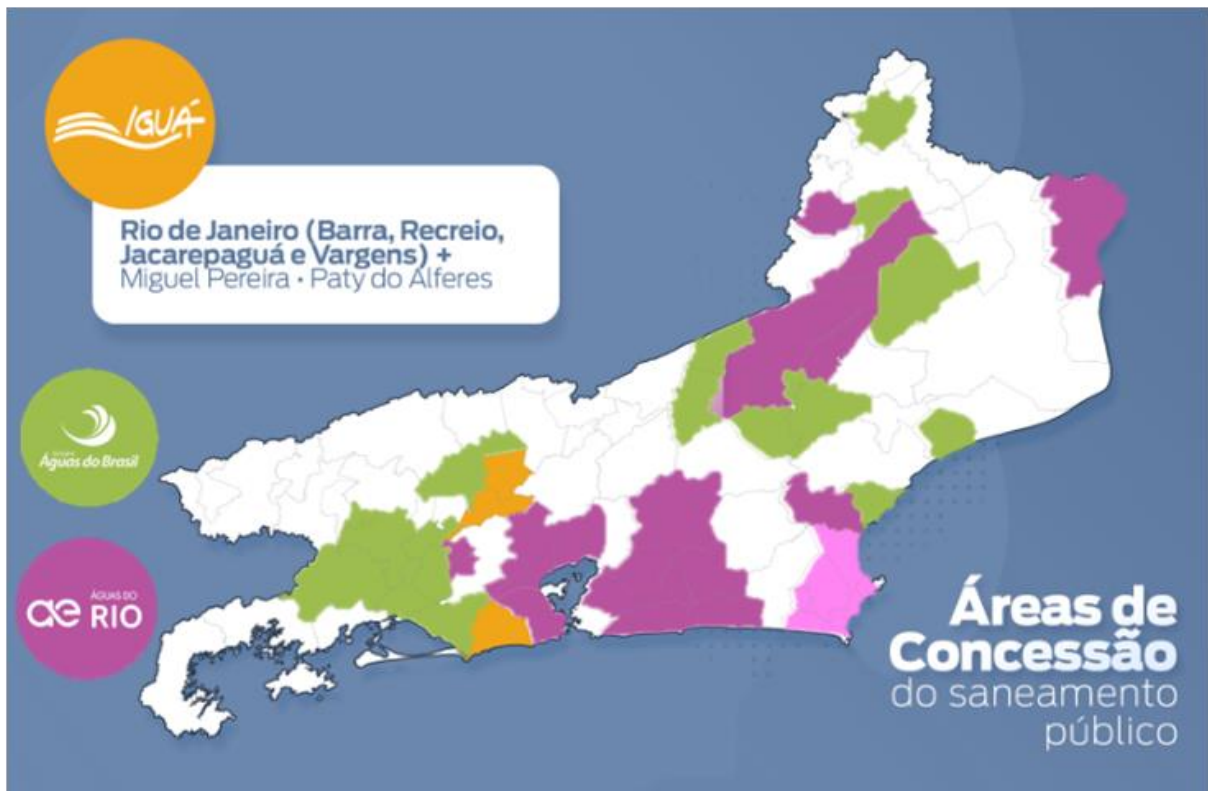 IGUÁ
Rio de Janeiro (Barra, Recreio,
Jacarepaguá e Vargens) +
Miguel Pereira • Paty do Alferes
Águas do Brasil
ÁGUAS DO
RIO
Áreas de
Concessão
do saneamento
público